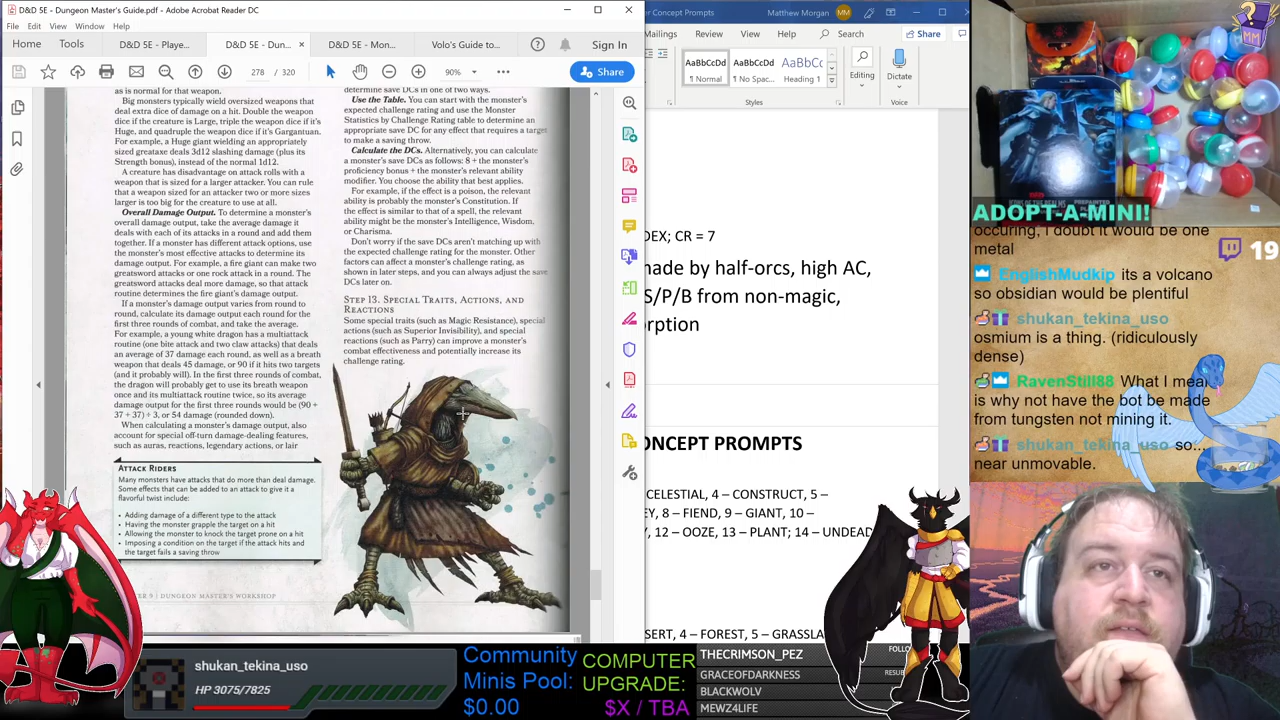 D&D 5E - Dungeon Master's Guide.pdf - Adobe Acrobat Reader DC
File Edit View Window Help
Home Tools D&D 5E - Playe... D&D 5E - Dun... × D&D 5E - Mon... Volo's Guide to... Sign In
278 / 320 90% Share
as is normal for that weapon.
Big monsters typically wield oversized weapons that
deal extra dice of damage on a hit. Double the weapon
dice if the creature is Large, triple the weapon dice if it's
Huge, and quadruple the weapon dice if it's Gargantuan.
For example, a Huge giant wielding an appropriately
sized greataxe deals 3d12 slashing damage (plus its
Strength bonus), instead of the normal 1d12.
A creature has disadvantage on attack rolls with a
weapon that is sized for a larger attacker. You can rule
that a weapon sized for an attacker two or more sizes
larger is too big for the creature to use at all.
Overall Damage Output. To determine a monster's
overall damage output, take the average damage it
deals with each of its attacks in a round and add them
together. If a monster has different attack options, use
the monster's most effective attacks to determine its
damage output. For example, a fire giant can make two
greatsword attacks or one rock attack in a round. The
greatsword attacks deal more damage, so that attack
routine determines the fire giant's damage output.
If a monster's damage output varies from round to
round, calculate its damage output each round for the
first three rounds of combat, and take the average.
For example, a young white dragon has a multiattack
routine (one bite attack and two claw attacks) that deals
an average of 37 damage each round, as well as a breath
weapon that deals 45 damage, or 90 if it hits two targets
(and it probably will). In the first three rounds of combat,
the dragon will probably get to use its breath weapon
once and its multiattack routine twice, so its average
damage output for the first three rounds would be (90 +
37 + 37) ÷ 3, or 54 damage (rounded down).
When calculating a monster's damage output, also
account for special off-turn damage-dealing features,
such as auras, reactions, legendary actions, or lair
ATTACK RIDERS
Many monsters have attacks that do more than deal damage.
Some effects that can be added to an attack to give it a
flavorful twist include:
• Adding damage of a different type to the attack
• Having the monster grapple the target on a hit
• Allowing the monster to knock the target prone on a hit
• Imposing a condition on the target if the attack hits and
the target fails a saving throw
ER 9 | DUNGEON MASTER'S WORKSHOP
determine save DCs in one of two ways.
Use the Table. You can start with the monster's
expected challenge rating and use the Monster
Statistics by Challenge Rating table to determine an
appropriate save DC for any effect that requires a target
to make a saving throw.
Calculate the DCs. Alternatively, you can calculate
a monster's save DCs as follows: 8 + the monster's
proficiency bonus + the monster's relevant ability
modifier. You choose the ability that best applies.
For example, if the effect is a poison, the relevant
ability is probably the monster's Constitution. If
the effect is similar to that of a spell, the relevant
ability might be the monster's Intelligence, Wisdom,
or Charisma.
Don't worry if the save DCs aren't matching up with
the expected challenge rating for the monster. Other
factors can affect a monster's challenge rating, as
shown in later steps, and you can always adjust the save
DCs later on.
STEP 13. SPECIAL TRAITS, ACTIONS, AND
REACTIONS
Some special traits (such as Magic Resistance), special
actions (such as Superior Invisibility), and special
reactions (such as Parry) can improve a monster's
combat effectiveness and potentially increase its
challenge rating.
er Concept Prompts Matthew Morgan MM
Mailings Review View Help Search Share
AaBbCcDd AaBbCcDd AaBbCc
¶ Normal ¶ No Spac... Heading 1
Editing Dictate
Styles Voice
DEX; CR = 7
made by half-orcs, high AC,
S/P/B from non-magic,
orption
ONCEPT PROMPTS
CELESTIAL, 4 – CONSTRUCT, 5 –
EY, 8 – FIEND, 9 – GIANT, 10 –
, 12 – OOZE, 13 – PLANT; 14 – UNDEAD
SERT, 4 – FOREST, 5 – GRASSLA
MM
ADOPT-A-MINI!
19
occuring, I doubt it would be one
metal
EnglishMudkip its a volcano
so obsidian would be plentiful
shukan_tekina_uso
osmium is a thing. (ridiculously
dense)
RavenStill88 What I mea
is why not have the bot be made
from tungsten not mining it.
shukan_tekina_uso so...
near unmovable.
shukan_tekina_uso
HP 3075/7825
Community
Minis Pool:
$0.00
COMPUTER
UPGRADE:
$X / TBA
THECRIMSON_PEZ FOLLO
GRACEOFDARKNESS RESUB
BLACKWOLV
MEWZ4LIFE